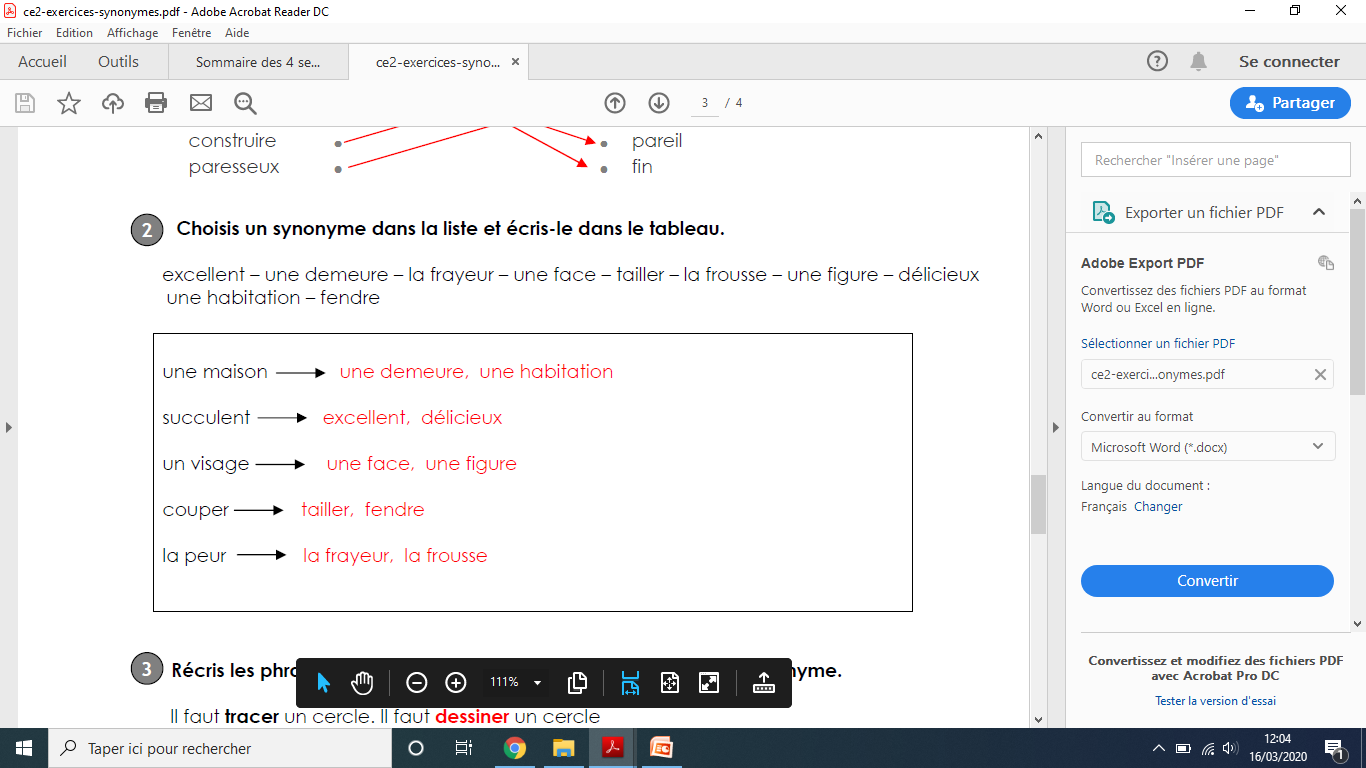 ce2-exercices-synonymes.pdf - Adobe Acrobat Reader DC
Fichier Edition Affichage Fenêtre Aide
Accueil Outils Sommaire des 4 se... ce2-exercices-syno... × Se connecter
3 / 4 Partager
construire pareil
paresseux fin
2 Choisis un synonyme dans la liste et écris-le dans le tableau.
excellent – une demeure – la frayeur – une face – tailler – la frousse – une figure – délicieux
une habitation – fendre
une maison → une demeure, une habitation
succulent → excellent, délicieux
un visage → une face, une figure
couper → tailler, fendre
la peur → la frayeur, la frousse
3 Récris les phra nyme.
111%
Il faut tracer un cercle. Il faut dessiner un cercle
Rechercher "Insérer une page"
Exporter un fichier PDF
Adobe Export PDF
Convertissez des fichiers PDF au format
Word ou Excel en ligne.
Sélectionner un fichier PDF
ce2-exerci...onymes.pdf
Convertir au format
Microsoft Word (*.docx)
Langue du document :
Français Changer
Convertir
Convertissez et modifiez des fichiers PDF
avec Acrobat Pro DC
Tester la version d'essai
Taper ici pour rechercher
12:04
16/03/2020
1